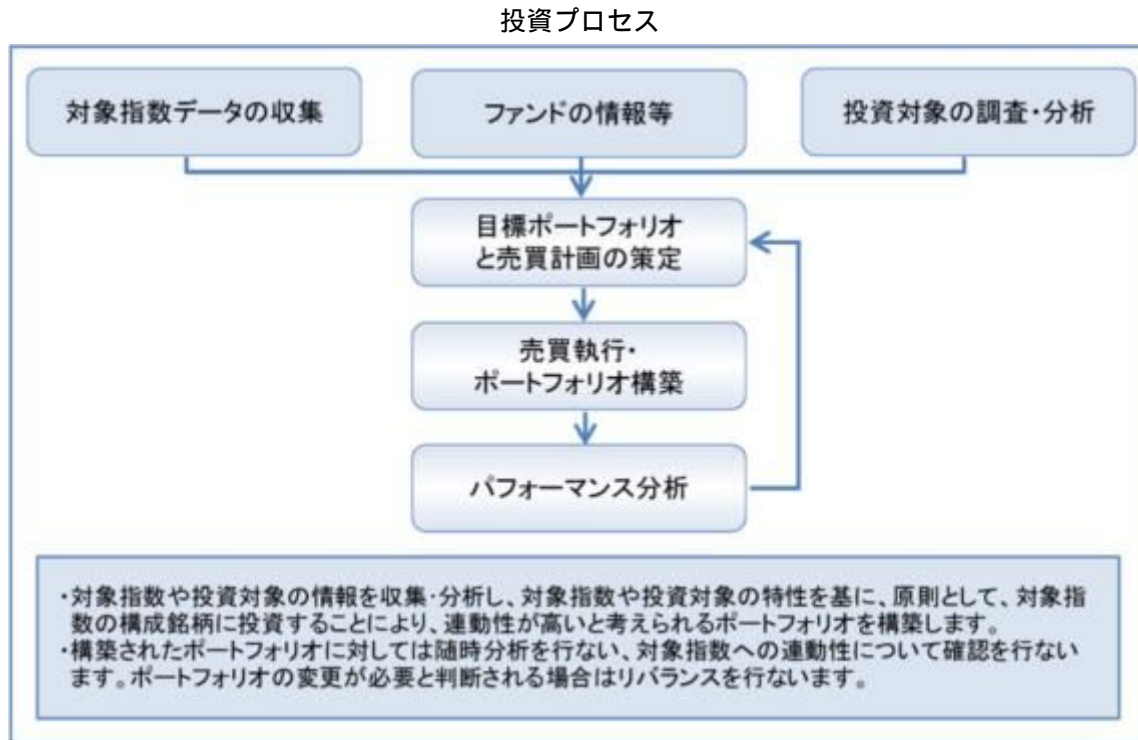 投資プロセス
対象指数データの収集
ファンドの情報等
投資対象の調査・分析
目標ポートフォリオ
と売買計画の策定
売買執行・
ポートフォリオ構築
パフォーマンス分析
・対象指数や投資対象の情報を収集・分析し、対象指数や投資対象の特性を基に、原則として、対象指
数の構成銘柄に投資することにより、連動性が高いと考えられるポートフォリオを構築します。
・構築されたポートフォリオに対しては随時分析を行ない、対象指数への連動性について確認を行ない
ます。ポートフォリオの変更が必要と判断される場合はリバランスを行ないます。